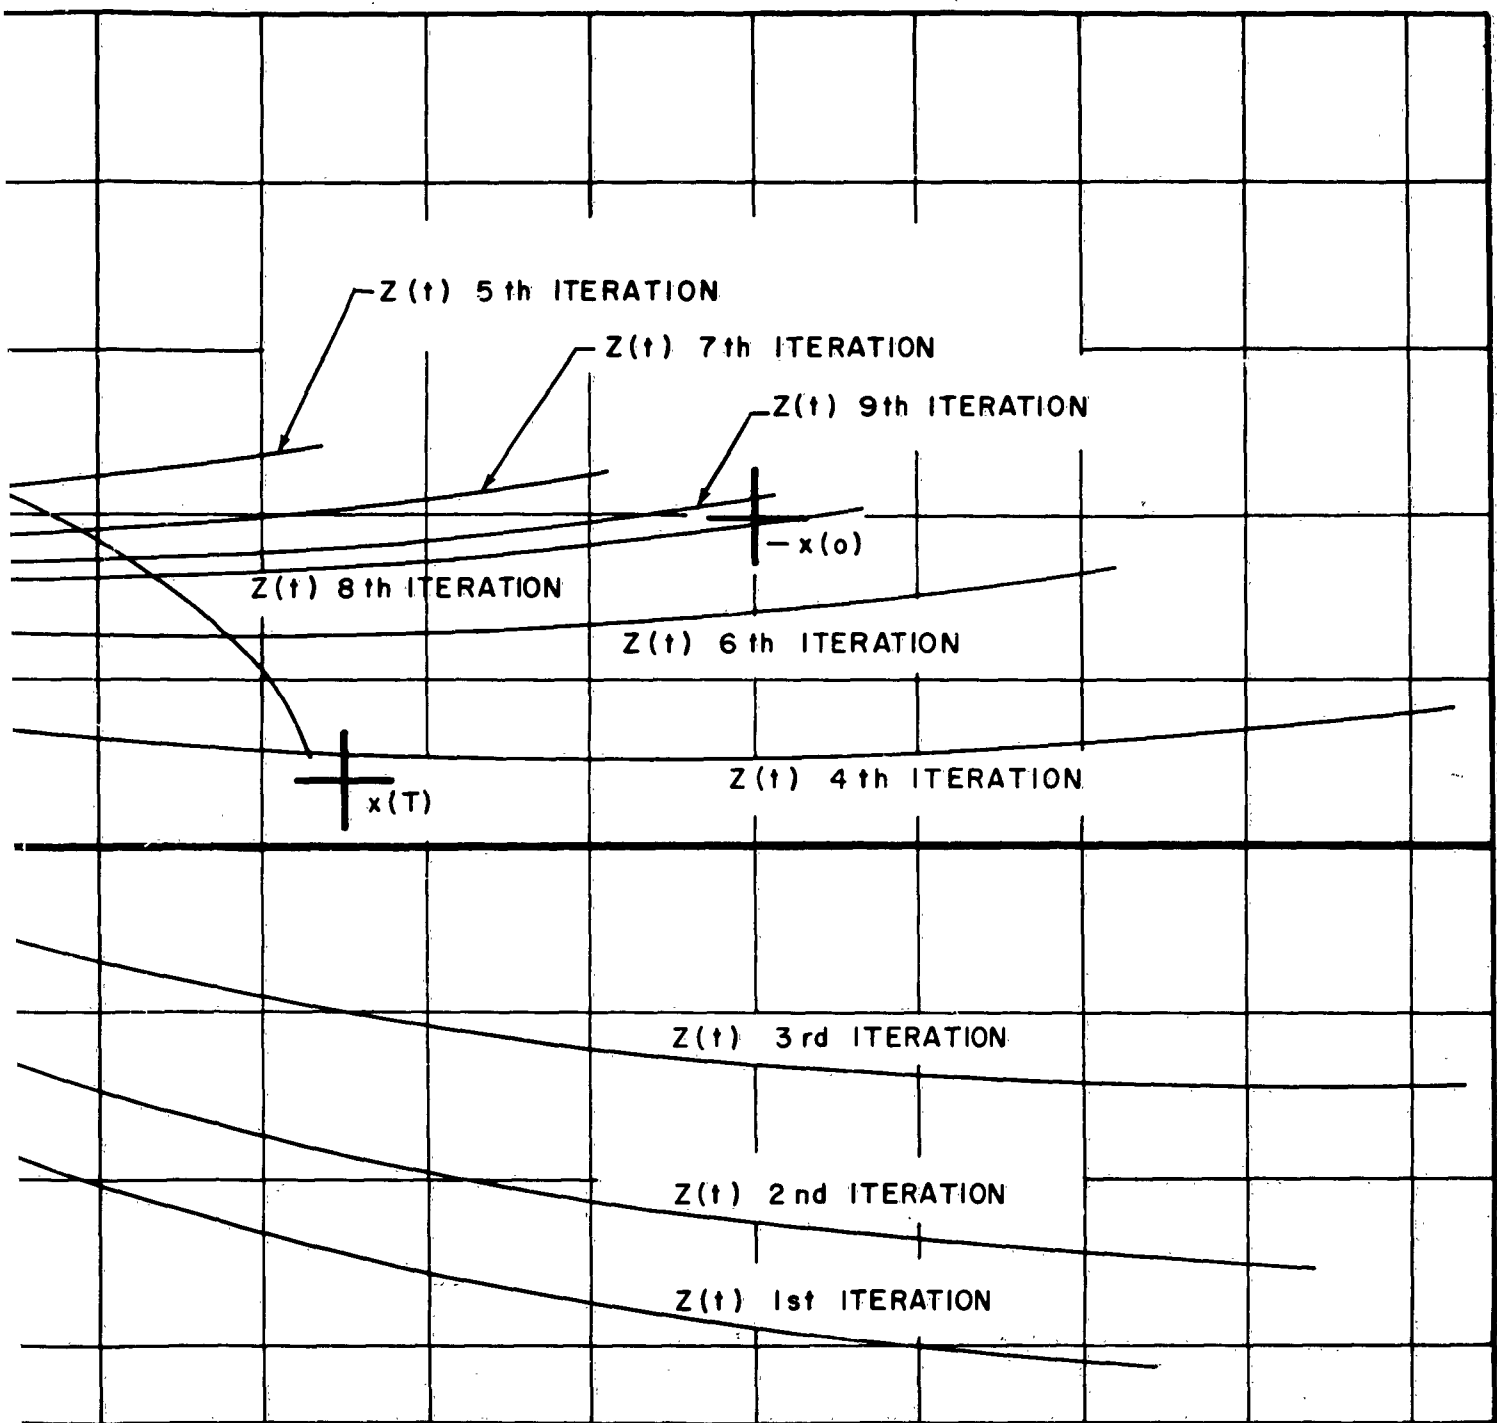 Z(t) 5th ITERATION
Z(t) 7th ITERATION
Z(t) 9th ITERATION
-x(o)
Z(t) 8th ITERATION
Z(t) 6th ITERATION
Z(t) 4th ITERATION
x(T)
Z(t) 3rd ITERATION
Z(t) 2nd ITERATION
Z(t) 1st ITERATION